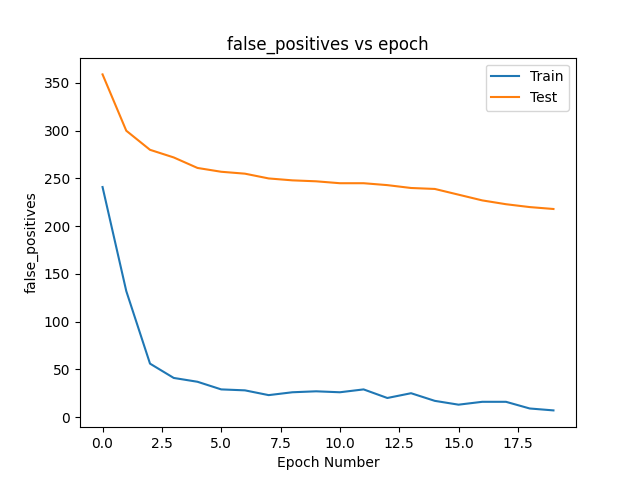 false_positives vs epoch
Train
Test
350
300
250
200
150
100
50
0
false_positives
0.0 2.5 5.0 7.5 10.0 12.5 15.0 17.5
Epoch Number